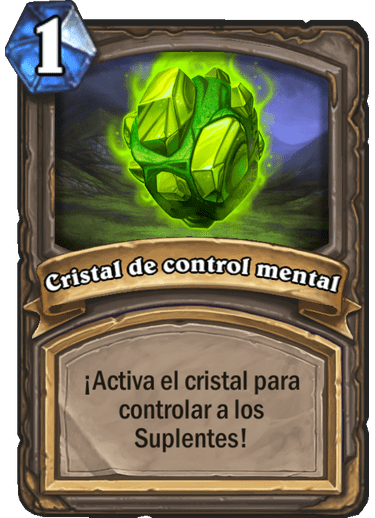 1
Cristal de control mental
¡Activa el cristal para
controlar a los
Suplentes!